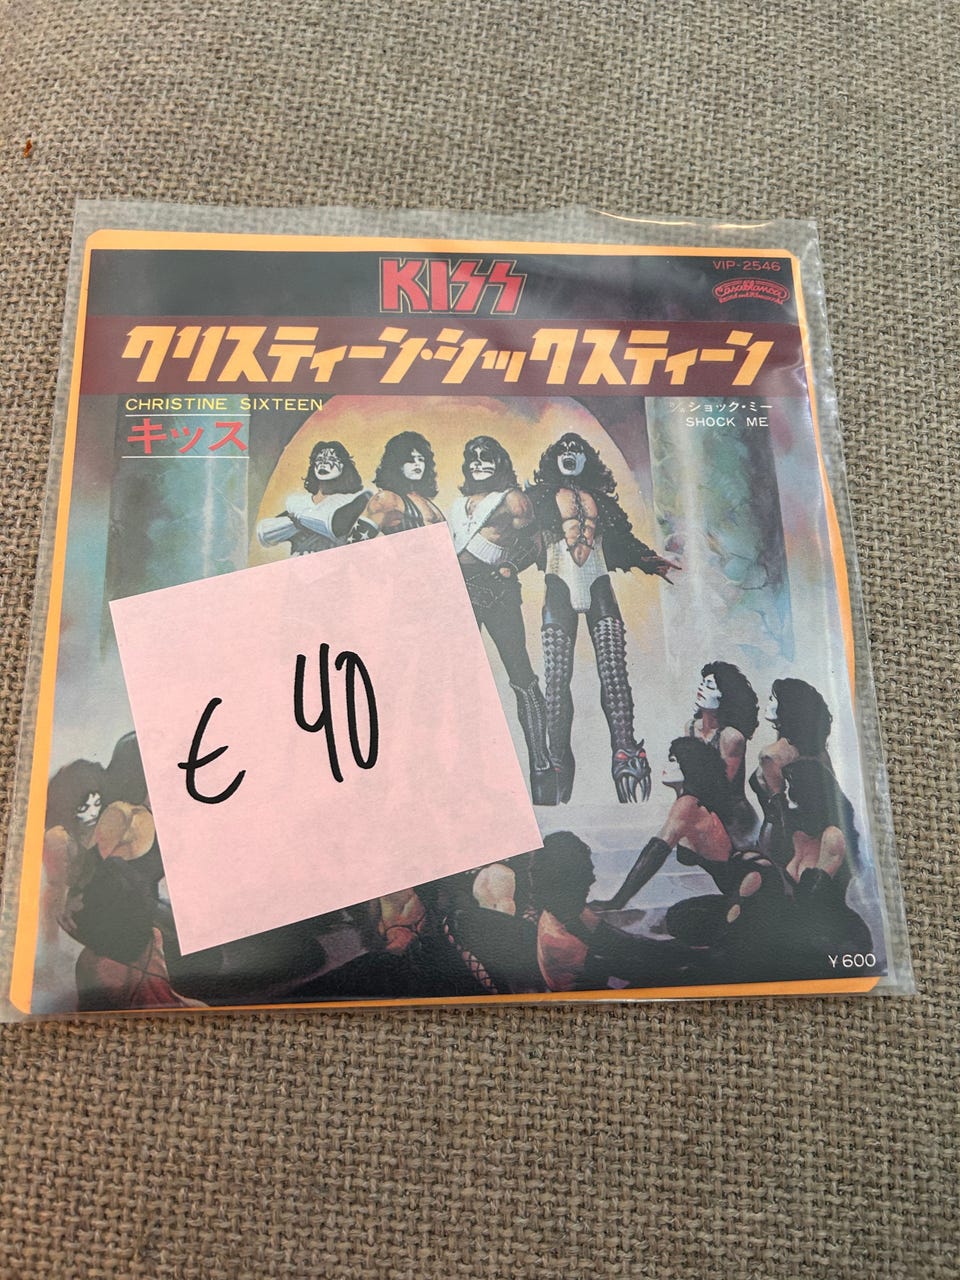 KISS
VIP-2546
Casablanca
クリスティーン・シックスティーン
CHRISTINE SIXTEEN
キッス
ショック・ミー
SHOCK ME
€ 40
¥600